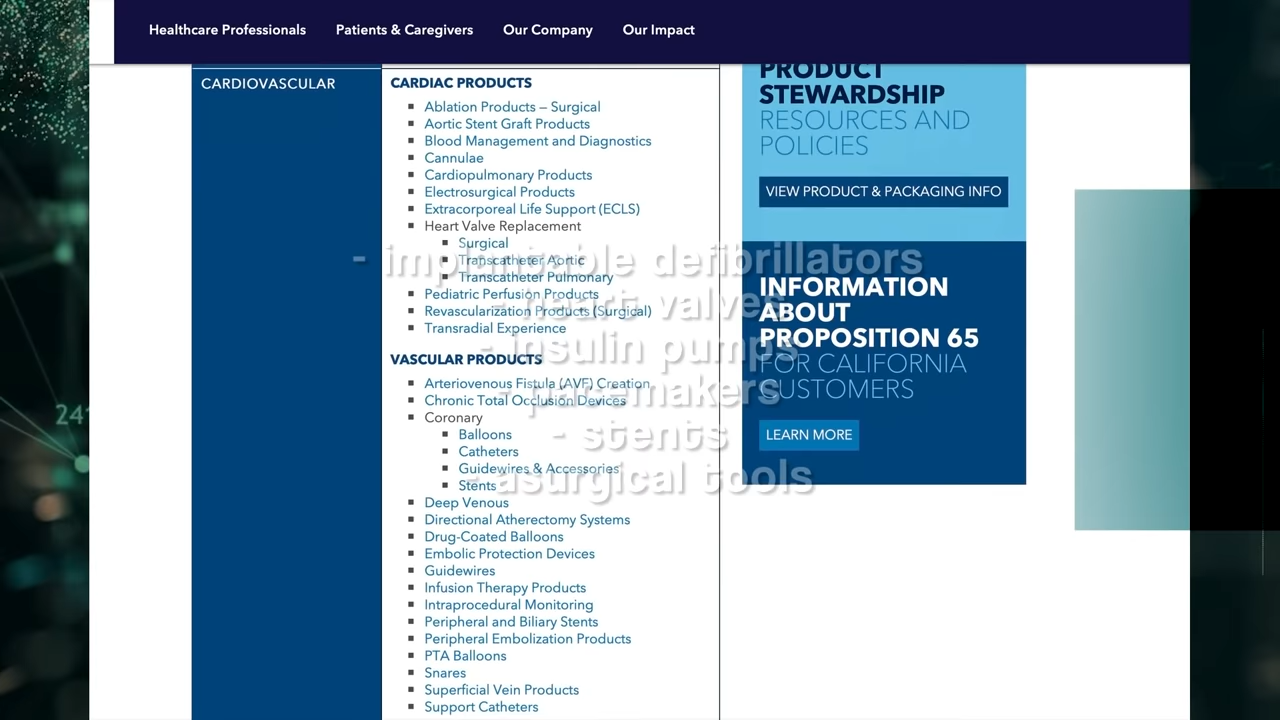 Healthcare Professionals Patients & Caregivers Our Company Our Impact
CARDIOVASCULAR
CARDIAC PRODUCTS
Ablation Products – Surgical
Aortic Stent Graft Products
Blood Management and Diagnostics
Cannulae
Cardiopulmonary Products
Electrosurgical Products
Extracorporeal Life Support (ECLS)
Heart Valve Replacement
Surgical
Transcatheter Aortic
Transcatheter Pulmonary
Pediatric Perfusion Products
Revascularization Products (Surgical)
Transradial Experience
VASCULAR PRODUCTS
Arteriovenous Fistula (AVF) Creation
Chronic Total Occlusion Devices
Coronary
Balloons
Catheters
Guidewires & Accessories
Stents
Deep Venous
Directional Atherectomy Systems
Drug-Coated Balloons
Embolic Protection Devices
Guidewires
Infusion Therapy Products
Intraprocedural Monitoring
Peripheral and Biliary Stents
Peripheral Embolization Products
PTA Balloons
Snares
Superficial Vein Products
Support Catheters
PRODUCT
STEWARDSHIP
RESOURCES AND
POLICIES
VIEW PRODUCT & PACKAGING INFO
INFORMATION
ABOUT
PROPOSITION 65
FOR CALIFORNIA
CUSTOMERS
LEARN MORE
- implantable defibrillators
- heart valves
- insulin pumps
- pacemakers
- stents
- asurgical tools